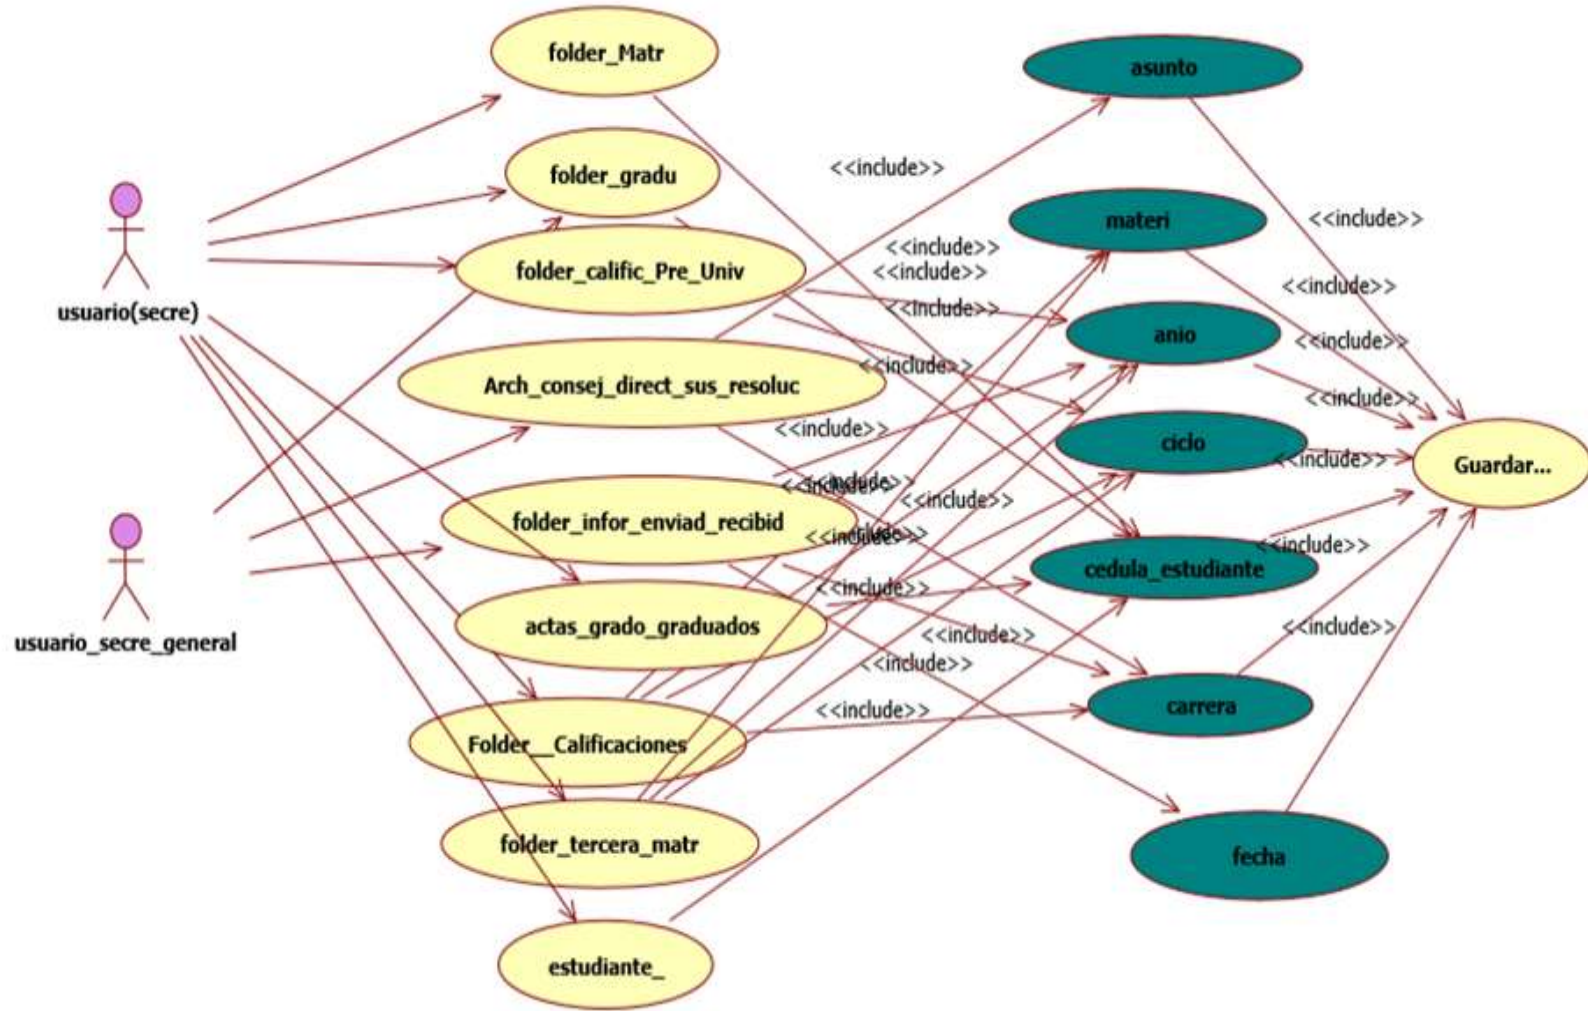 folder_Matr
asunto
<<include>>
folder_gradu
materi
<<include>>
<<include>>
folder_calific_Pre_Univ
<<include>>
<<include>>
usuario(secre)
<<include>>
anio
<<include>>
<<include>>
Arch_consej_direct_sus_resoluc
<<include>>
<<include>>
ciclo
<<include>>
Guardar...
<<include>>
<<include>>
<<include>>
folder_infor_enviad_recibid
<<include>>
<<include>>
cedula_estudiante
<<include>>
usuario_secre_general
actas_grado_graduados
<<include>>
<<include>>
<<include>>
carrera
<<include>>
Folder__Calificaciones
folder_tercera_matr
fecha
estudiante_